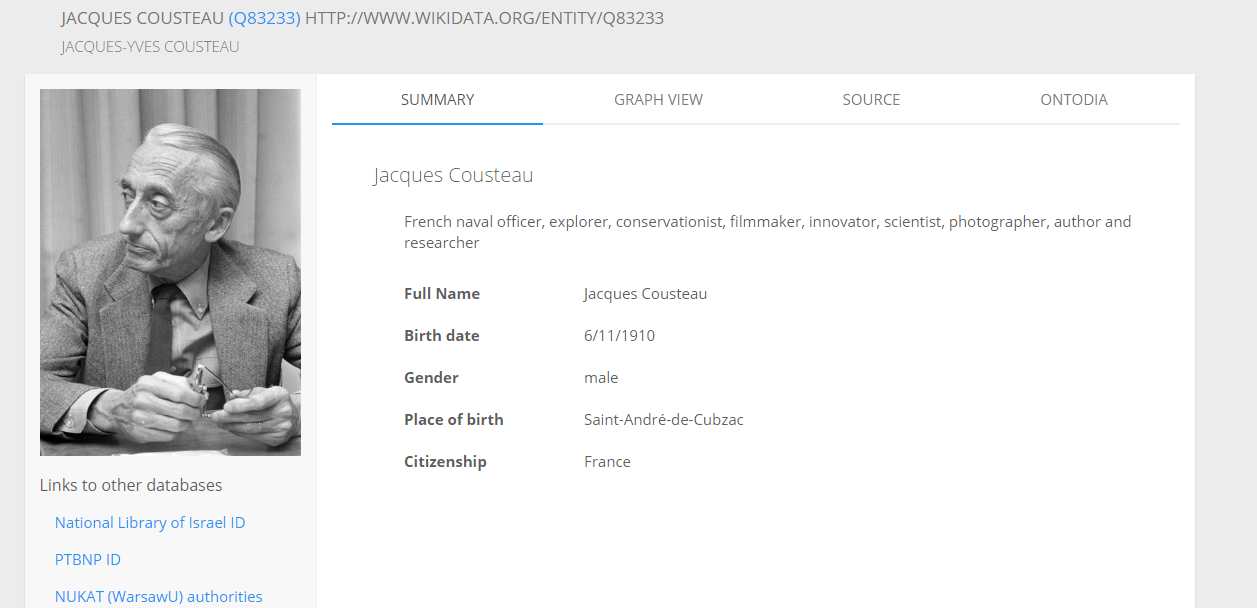 JACQUES COUSTEAU (Q83233) HTTP://WWW.WIKIDATA.ORG/ENTITY/Q83233
JACQUES-YVES COUSTEAU
SUMMARY GRAPH VIEW SOURCE ONTODIA
Jacques Cousteau
French naval officer, explorer, conservationist, filmmaker, innovator, scientist, photographer, author and
researcher
Full Name Jacques Cousteau
Birth date 6/11/1910
Gender male
Place of birth Saint-André-de-Cubzac
Citizenship France
Links to other databases
National Library of Israel ID
PTBNP ID
NUKAT (WarsawU) authorities